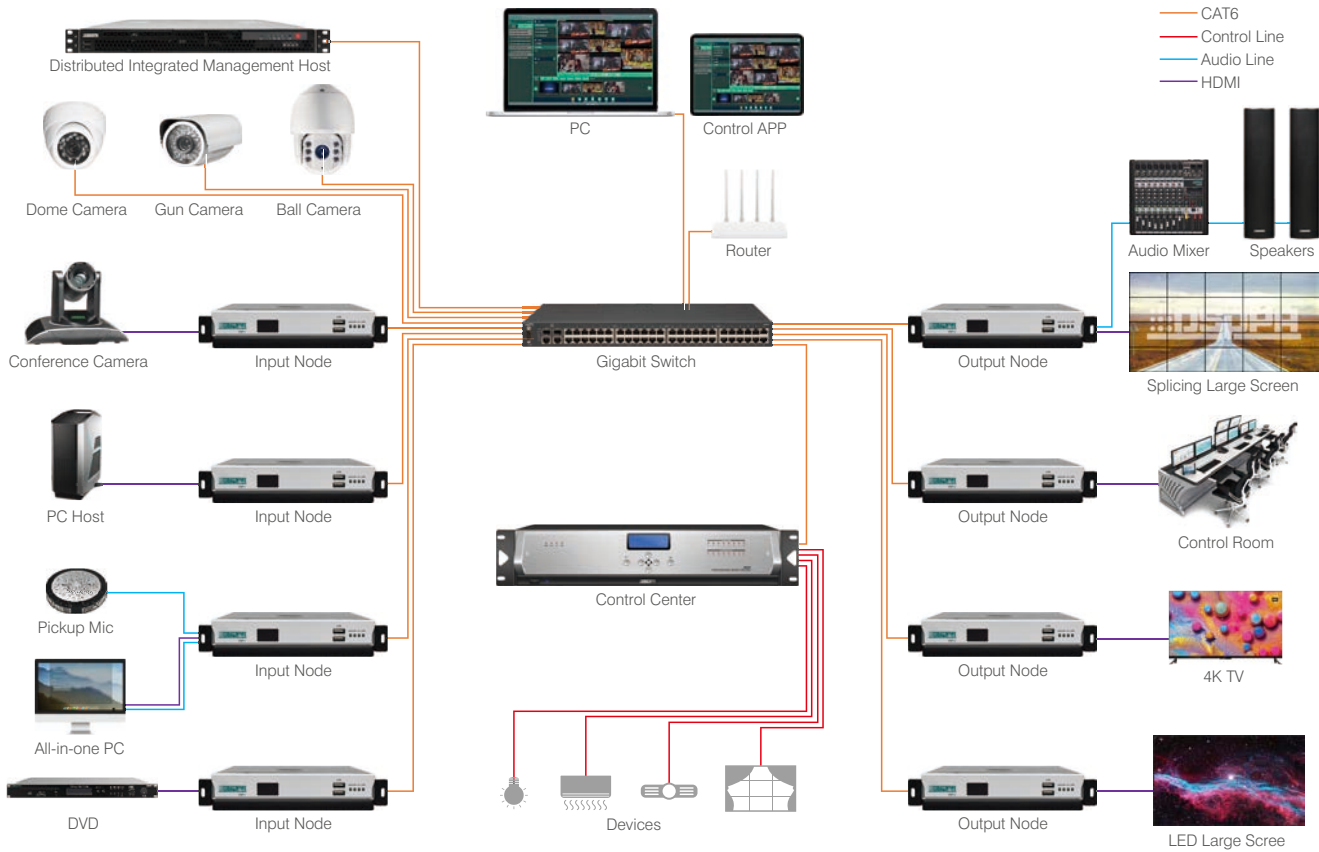 CAT6
Control Line
Audio Line
HDMI
Distributed Integrated Management Host
PC
Control APP
Dome Camera
Gun Camera
Ball Camera
Router
Audio Mixer
Speakers
Conference Camera
Input Node
Gigabit Switch
Output Node
DSPPA
Splicing Large Screen
PC Host
Input Node
Output Node
Control Room
Control Center
Pickup Mic
Input Node
Output Node
4K TV
All-in-one PC
DVD
Input Node
Devices
Output Node
LED Large Scree